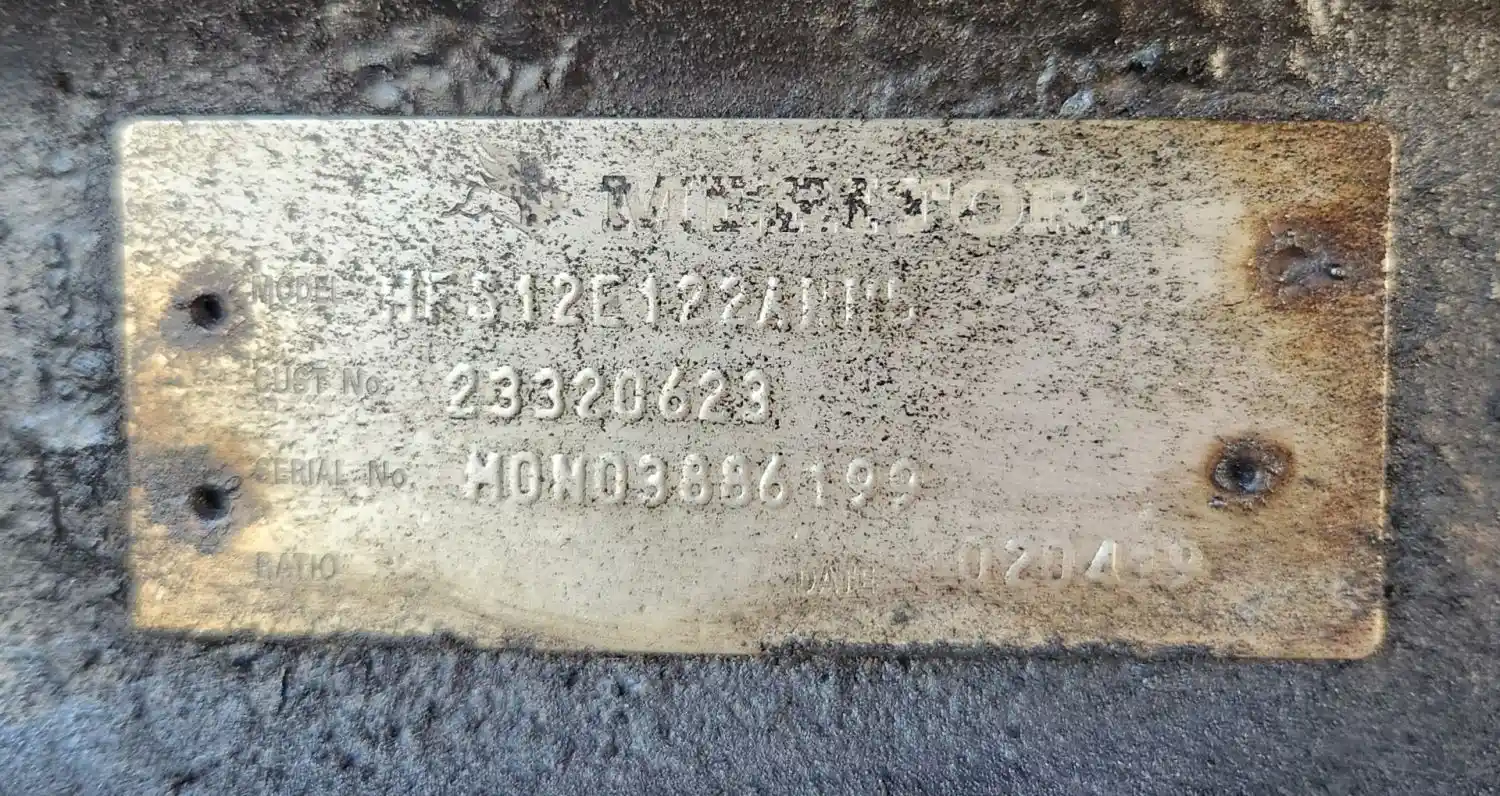 MERITOR
MODEL
CUST. No. 23320623
SERIAL No. MON03886199
RATIO DATE